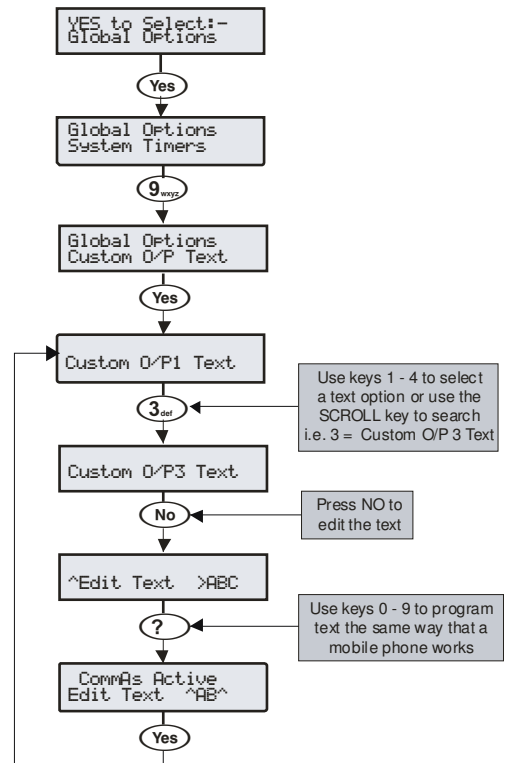 YES to Select:-
Global Options
Yes
Global Options
System Timers
9wxyz
Global Options
Custom O/P Text
Yes
Custom O/P1 Text
Use keys 1 - 4 to select
a text option or use the
SCROLL key to search
i.e. 3 = Custom O/P 3 Text
3def
Custom O/P3 Text
Press NO to
edit the text
No
^Edit Text >ABC
Use keys 0 - 9 to program
text the same way that a
mobile phone works
?
CommAs Active
Edit Text ^AB^
Yes